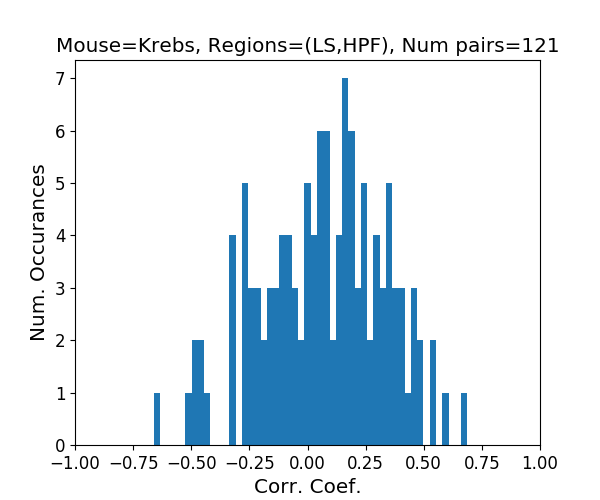 Mouse=Krebs, Regions=(LS,HPF), Num pairs=121
7
6
5
4
3
2
1
0
Num. Occurances
−1.00 −0.75 −0.50 −0.25 0.00 0.25 0.50 0.75 1.00
Corr. Coef.